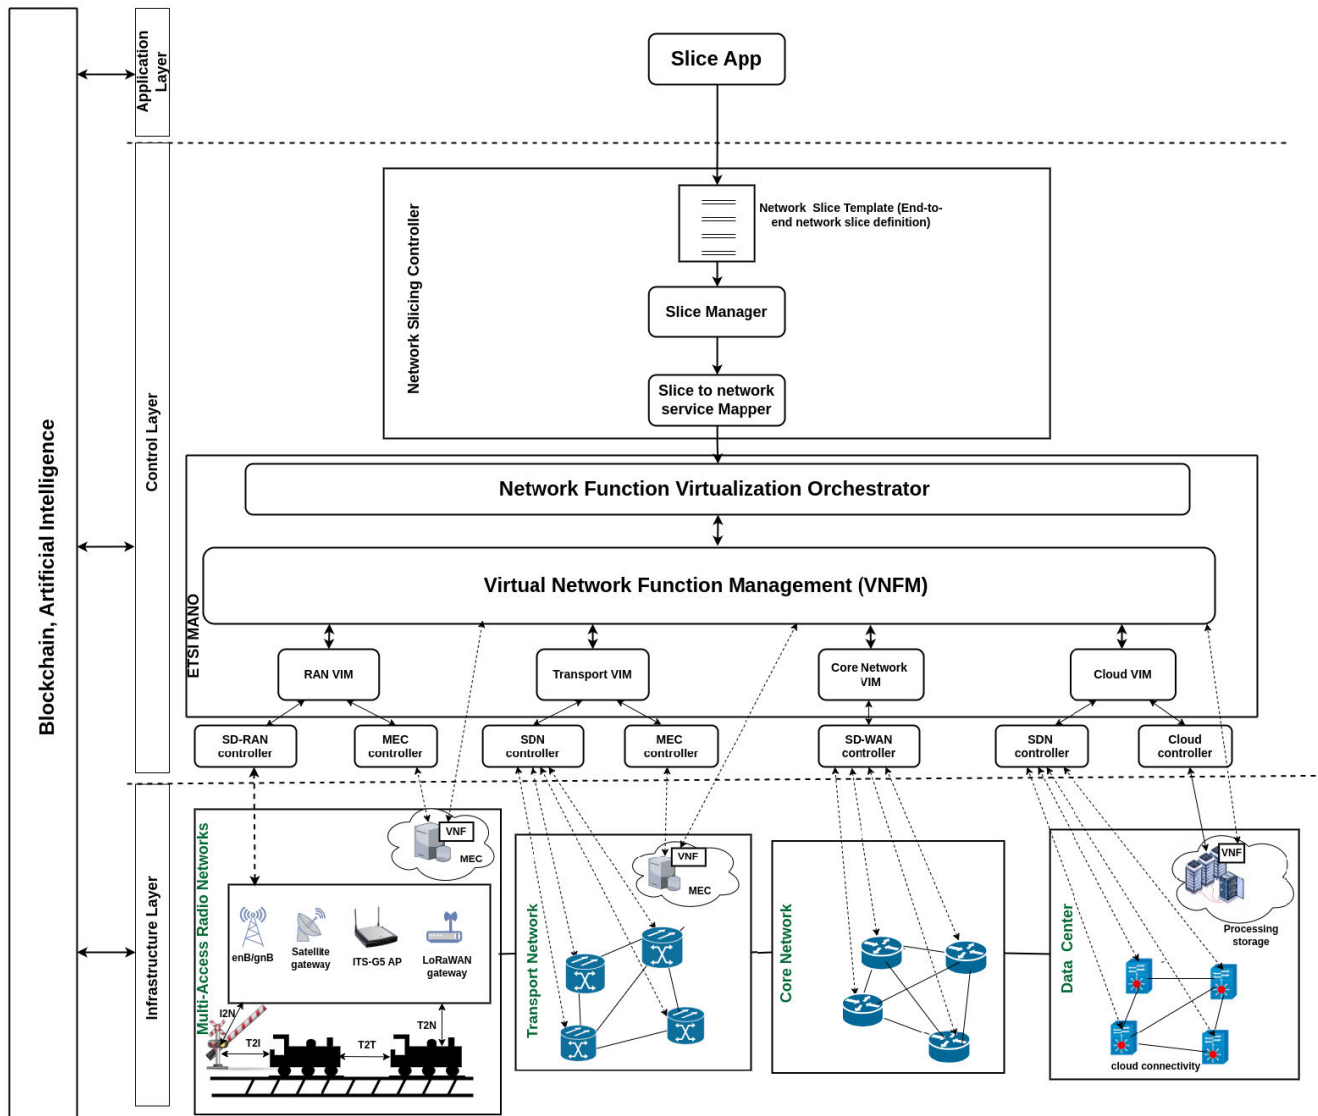 Blockchain, Artificial Intelligence
Application
Layer
Slice App
Control Layer
Network Slicing Controller
Network Slice Template (End-to-
end network slice definition)
Slice Manager
Slice to network
service Mapper
ETSI MANO
Network Function Virtualization Orchestrator
Virtual Network Function Management (VNFM)
RAN VIM
Transport VIM
Core Network
VIM
Cloud VIM
SD-RAN
controller
MEC
controller
SDN
controller
MEC
controller
SD-WAN
controller
SDN
controller
Cloud
controller
Infrastructure Layer
Multi-Access Radio Networks
VNF
MEC
enB/gnB
Satellite
gateway
ITS-G5 AP
LoRaWAN
gateway
I2N
T2I
T2T
T2N
Transport Network
VNF
MEC
Core Network
Data Center
VNF
Processing
storage
cloud connectivity